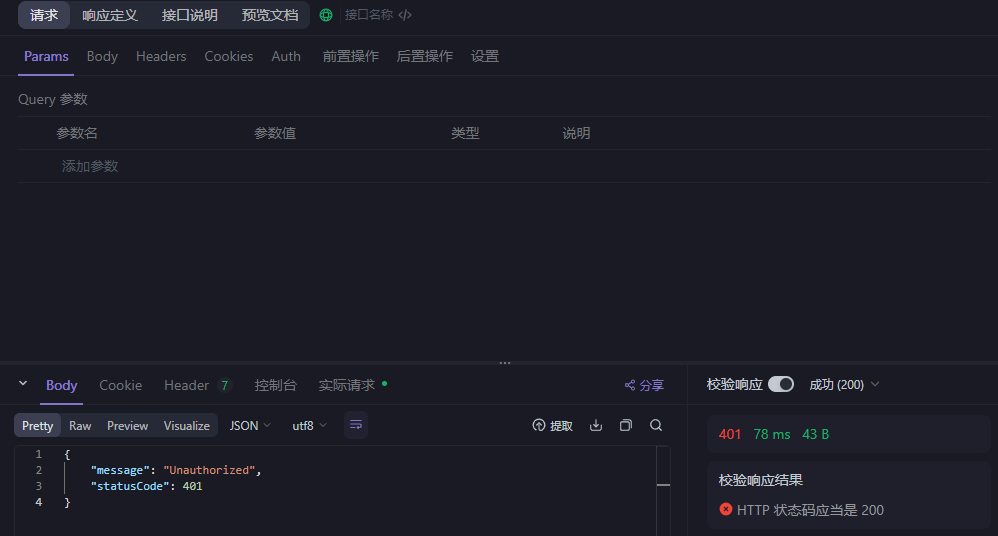 请求 响应定义 接口说明 预览文档 接口名称 </>
Params Body Headers Cookies Auth 前置操作 后置操作 设置
Query 参数
参数名 参数值 类型 说明
添加参数
Body Cookie Header 7 控制台 实际请求 分享 校验响应 成功 (200)
Pretty Raw Preview Visualize JSON utf8 提取
401 78 ms 43 B
1 {
2 "message": "Unauthorized",
3 "statusCode": 401
4 }
校验响应结果
HTTP 状态码应当是 200